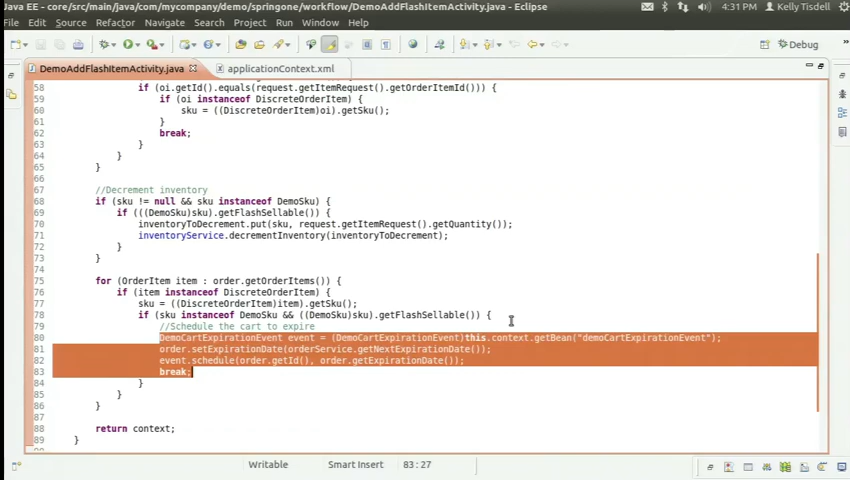 Java EE - core/src/main/java/com/mycompany/demo/springone/workflow/DemoAddFlashItemActivity.java - Eclipse
4:31 PM Kelly Tisdell
File Edit Source Refactor Navigate Search Project Run Window Help
Debug
DemoAddFlashItemActivity.java applicationContext.xml
58 if (oi.getId().equals(request.getItemRequest().getOrderItemId())) {
59 if (oi instanceof DiscreteOrderItem) {
60 sku = ((DiscreteOrderItem)oi).getSku();
61 }
62 break;
63 }
64 }
65 }
66
67 //Decrement inventory
68 if (sku != null && sku instanceof DemoSku) {
69 if (((DemoSku)sku).getFlashSellable()) {
70 inventoryToDecrement.put(sku, request.getItemRequest().getQuantity());
71 inventoryService.decrementInventory(inventoryToDecrement);
72 }
73 }
74
75 for (OrderItem item : order.getOrderItems()) {
76 if (item instanceof DiscreteOrderItem) {
77 sku = ((DiscreteOrderItem)item).getSku();
78 if (sku instanceof DemoSku && ((DemoSku)sku).getFlashSellable()) {
79 //Schedule the cart to expire
80 DemoCartExpirationEvent event = (DemoCartExpirationEvent)this.context.getBean("demoCartExpirationEvent");
81 order.setExpirationDate(orderService.getNextExpirationDate());
82 event.schedule(order.getId(), order.getExpirationDate());
83 break;
84 }
85 }
86 }
87
88 return context;
89 }
Writable Smart Insert 83 : 27